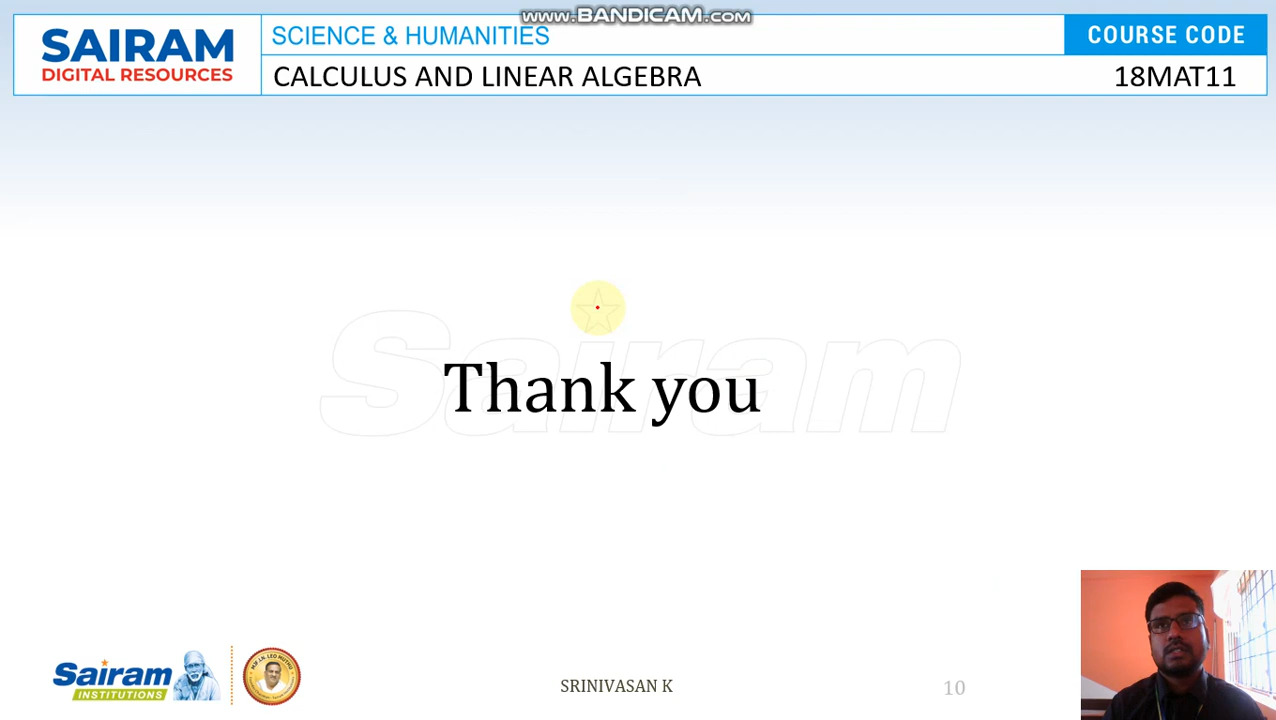 www.BANDICAM.com
SAIRAM
DIGITAL RESOURCES
SCIENCE & HUMANITIES
COURSE CODE
CALCULUS AND LINEAR ALGEBRA
18MAT11
Sairam
Thank you
Sairam
INSTITUTIONS
SRINIVASAN K
10